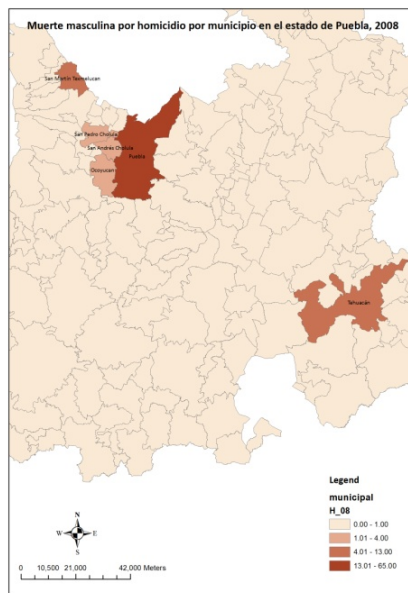 Muerte masculina por homicidio por municipio en el estado de Puebla, 2008
San Martín Texmelucan
San Pedro Cholula
San Andrés Cholula
Puebla
Ocoyucan
Tehuacán
Legend
municipal
H_08
0.00 - 1.00
1.01 - 4.00
4.01 - 13.00
13.01 - 65.00
N
W E
S
0 10,500 21,000 42,000 Meters